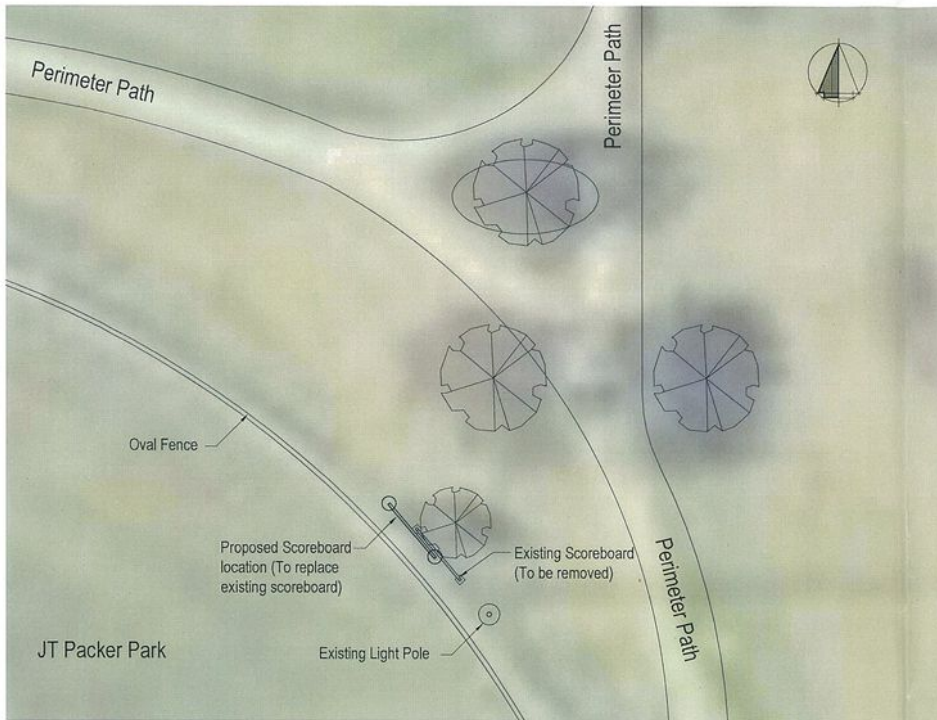 Perimeter Path
Perimeter Path
Oval Fence
Proposed Scoreboard
location (To replace
existing scoreboard)
Existing Scoreboard
(To be removed)
Perimeter Path
JT Packer Park
Existing Light Pole